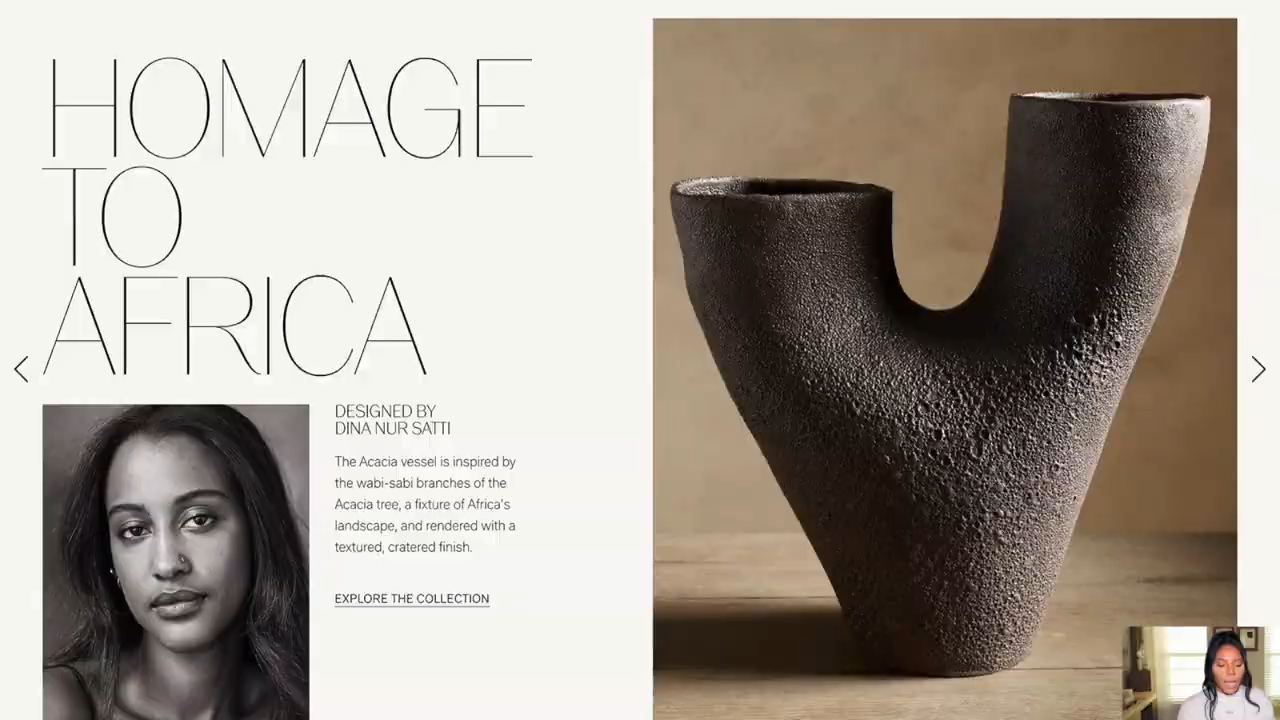 HOMAGE
TO
AFRICA
DESIGNED BY
DINA NUR SATTI
The Acacia vessel is inspired by
the wabi-sabi branches of the
Acacia tree, a fixture of Africa's
landscape, and rendered with a
textured, cratered finish.
EXPLORE THE COLLECTION